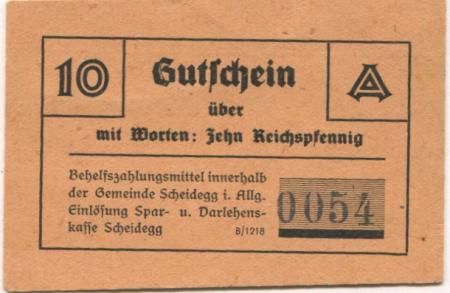 10
Gutschein
A
über
mit Worten: Zehn Reichspfennig
Behelfszahlungsmittel innerhalb
der Gemeinde Scheidegg i. Allg.
Einlösung Spar- u. Darlehens-
kasse Scheidegg
B/1218
0054